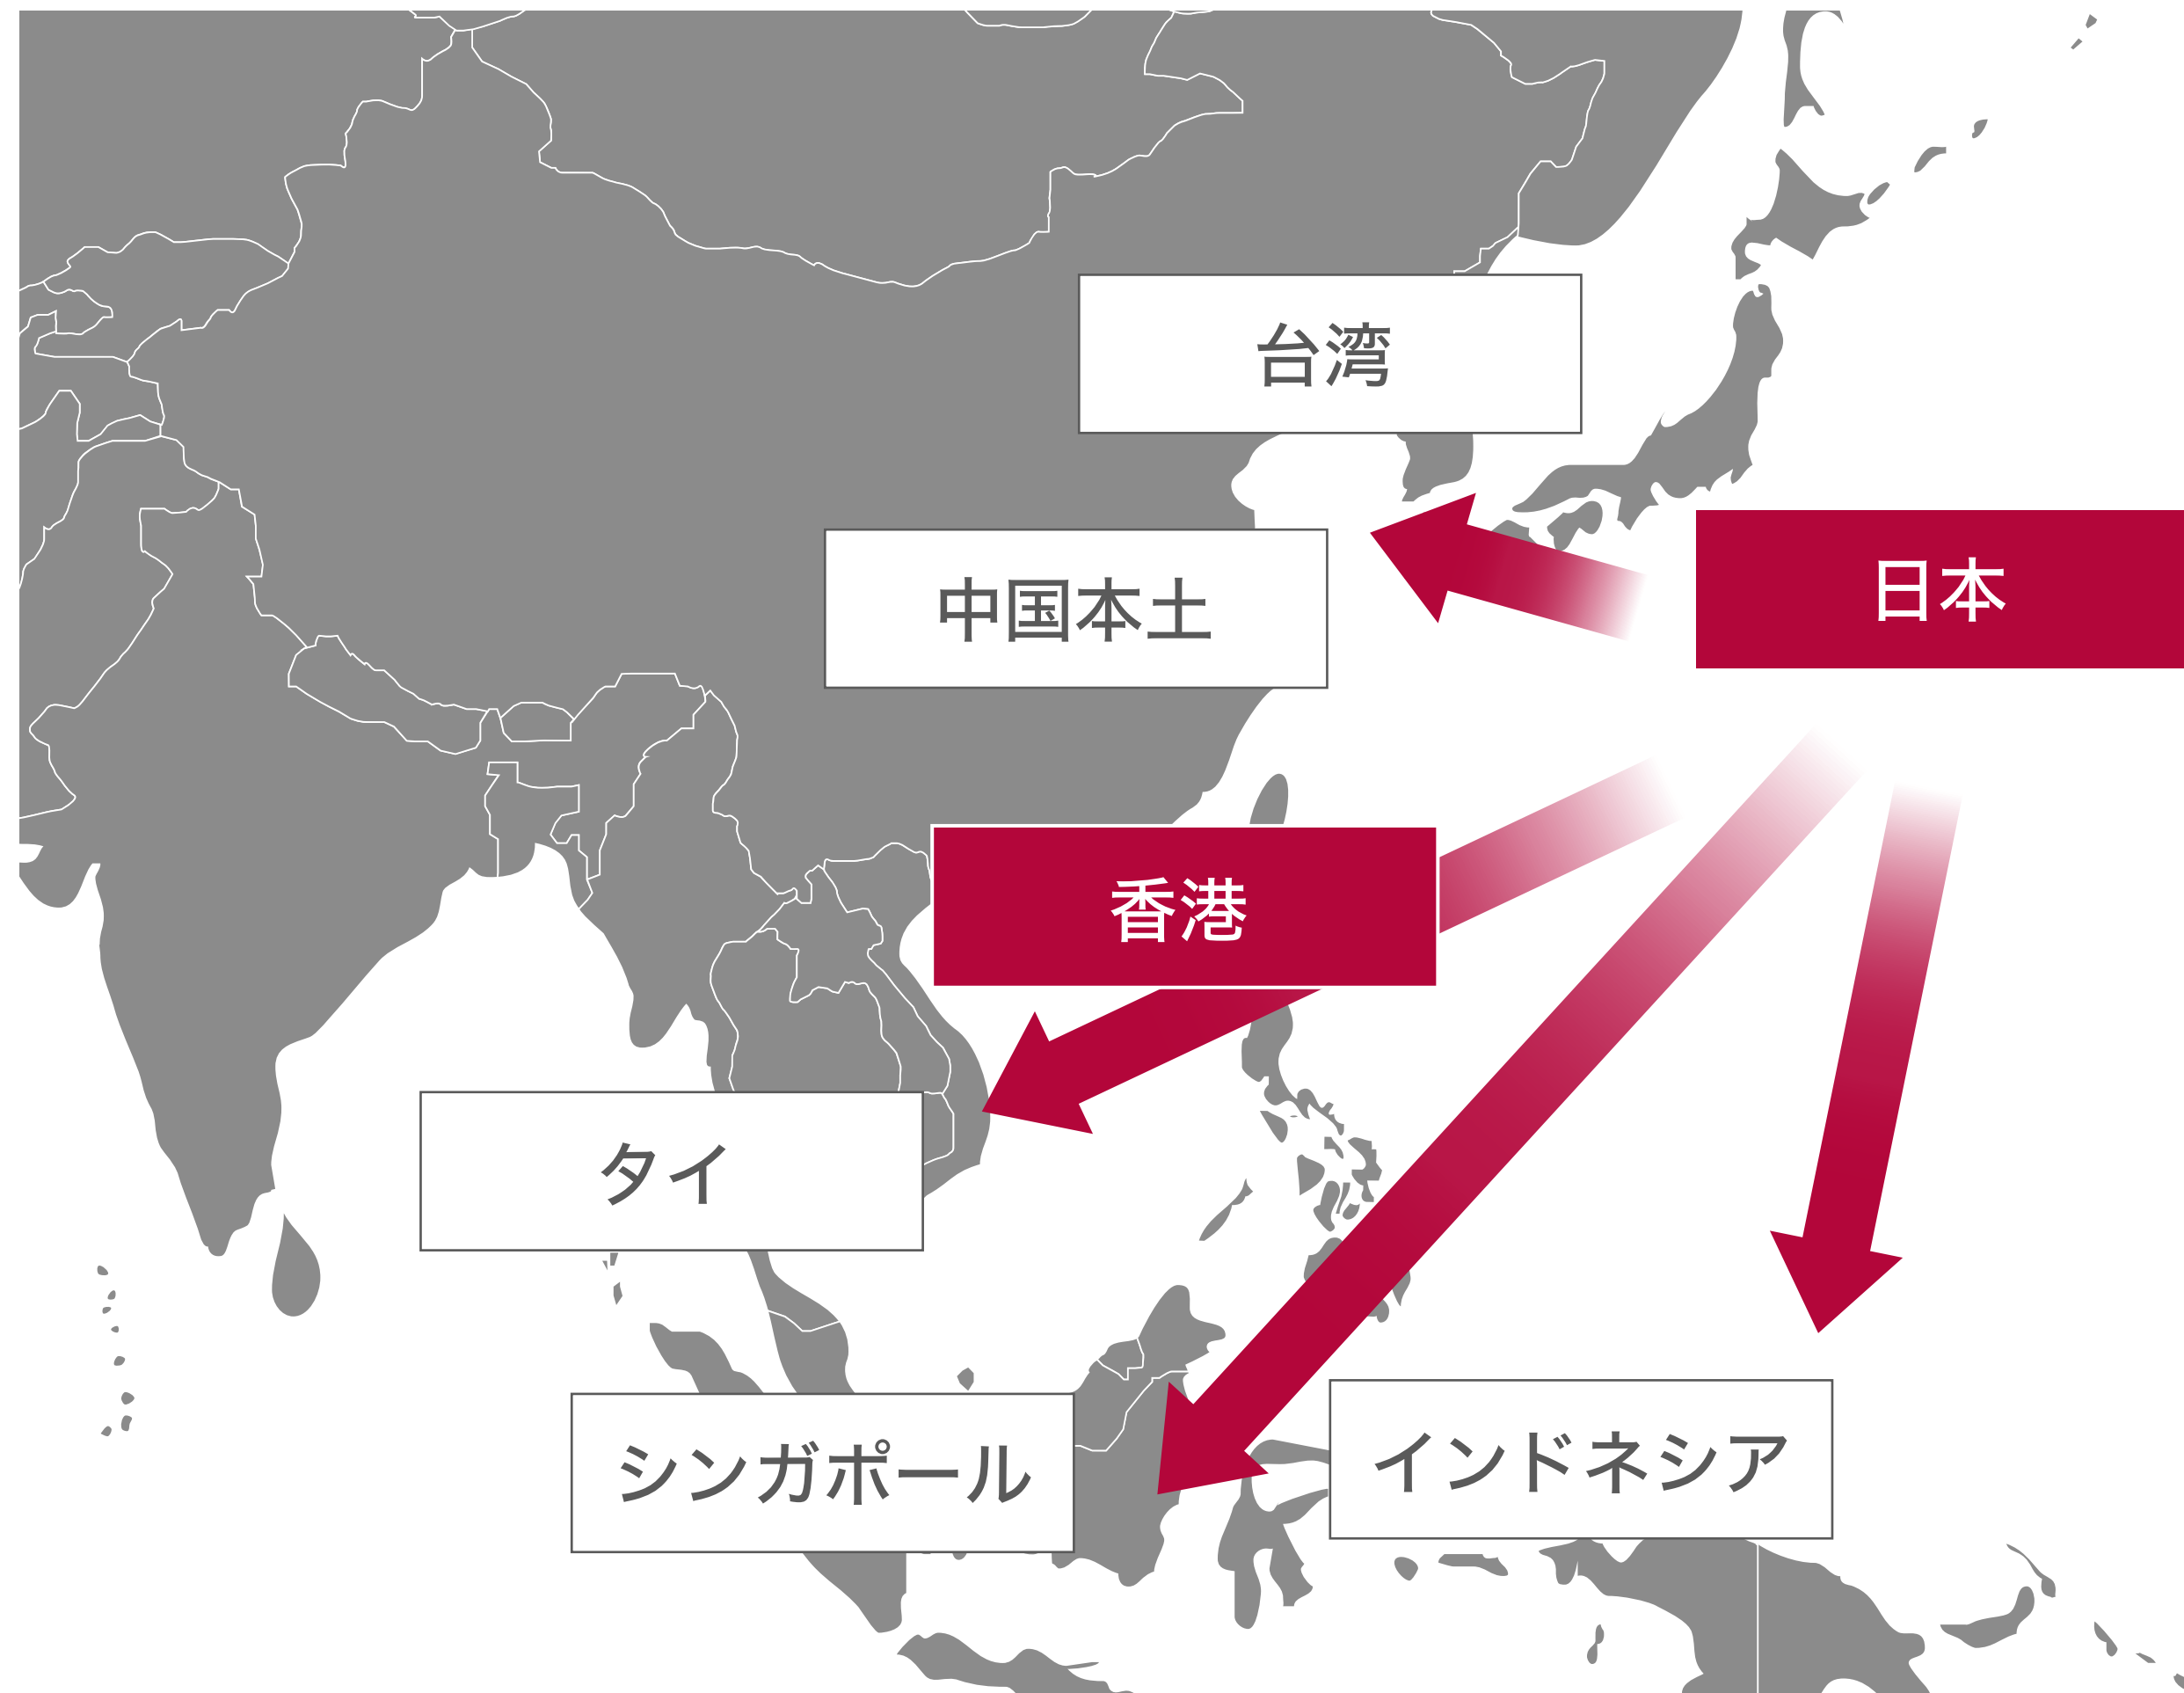 台湾
中国本土
日本
香港
タイ
シンガポール
インドネシア